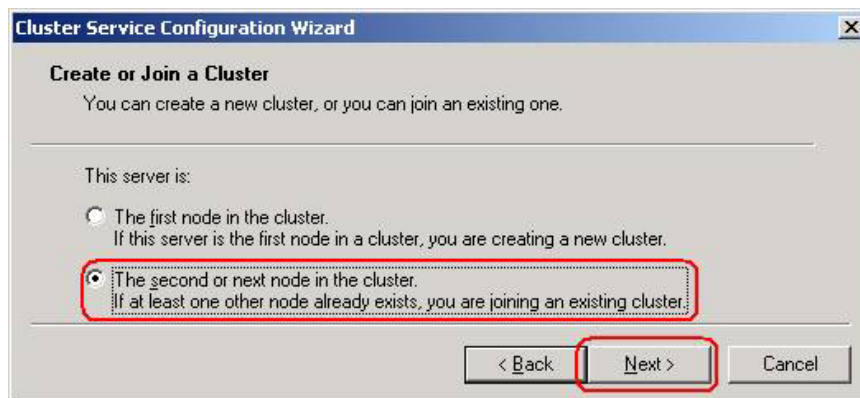 Cluster Service Configuration Wizard
Create or Join a Cluster
You can create a new cluster, or you can join an existing one.
This server is:
The first node in the cluster.
If this server is the first node in a cluster, you are creating a new cluster.
The second or next node in the cluster.
If at least one other node already exists, you are joining an existing cluster.
< Back
Next >
Cancel